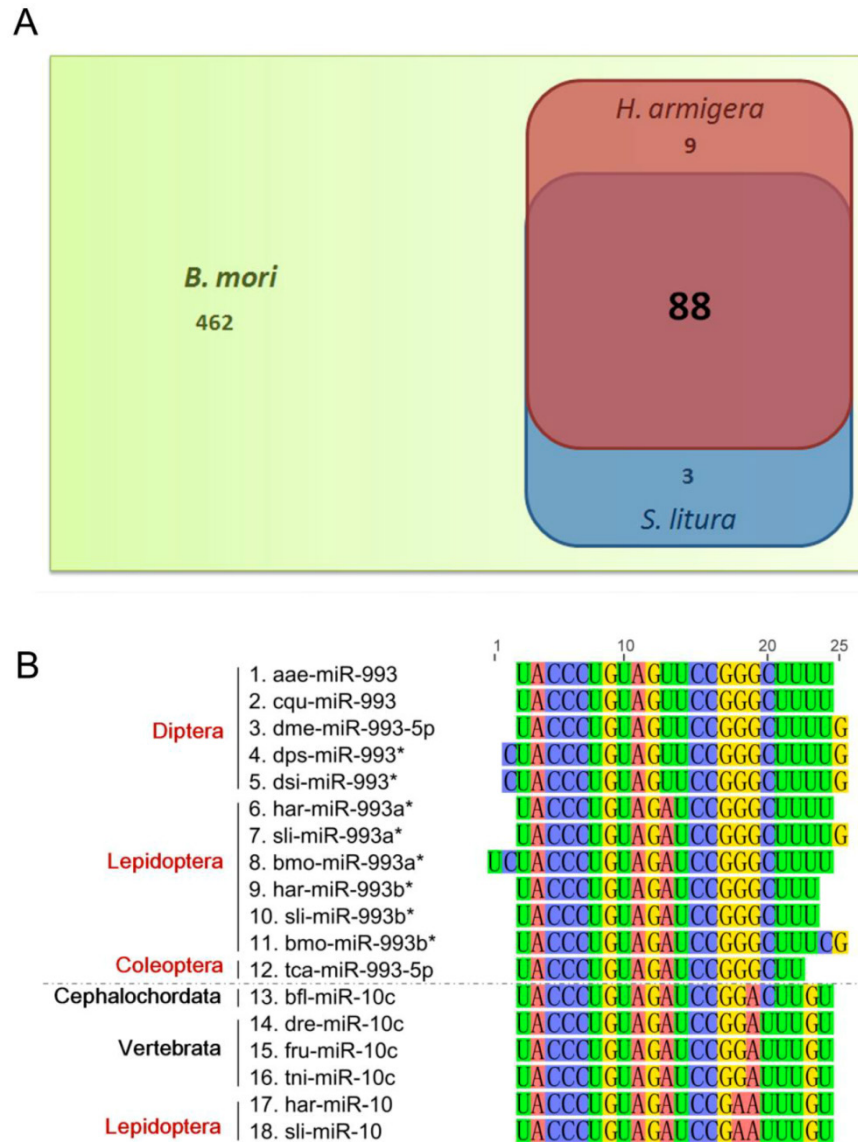 A
H. armigera
9
B. mori
462
88
3
S. litura
B
1 10 20 25
Diptera
1. aae-miR-993 UACCCUGUAGUUCCGGGCUUUU
2. cqu-miR-993 UACCCUGUAGUUCCGGGCUUUU
3. dme-miR-993-5p UACCCUGUAGUUCCGGGCUUUUG
4. dps-miR-993* CUACCCUGUAGUUCCGGGCUUUUG
5. dsi-miR-993* CUACCCUGUAGUUCCGGGCUUUUG
Lepidoptera
6. har-miR-993a* UACCCUGUAGAUCCGGGCUUUU
7. sli-miR-993a* UACCCUGUAGAUCCGGGCUUUUG
8. bmo-miR-993a* UCUACCCUGUAGAUCCGGGCUUUU
9. har-miR-993b* UACCCUGUAGAUCCGGGCUUU
10. sli-miR-993b* UACCCUGUAGAUCCGGGCUUU
11. bmo-miR-993b* UACCCUGUAGAUCCGGGCUUUCG
Coleoptera 12. tca-miR-993-5p UACCCUGUAGAUCCGGGCUU
Cephalochordata 13. bfl-miR-10c UACCCUGUAGAUCCGGACUUGU
Vertebrata
14. dre-miR-10c UACCCUGUAGAUCCGGAUUUGU
15. fru-miR-10c UACCCUGUAGAUCCGGAUUUGU
16. tni-miR-10c UACCCUGUAGAUCCGGAUUUGU
Lepidoptera
17. har-miR-10 UACCCUGUAGAUCCGAAUUUGU
18. sli-miR-10 UACCCUGUAGAUCCGAAUUUGU